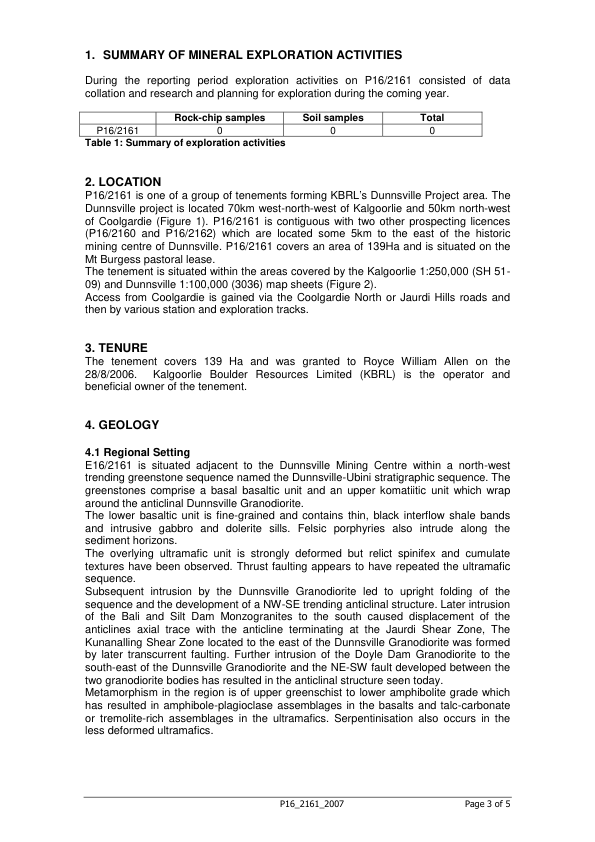 1. SUMMARY OF MINERAL EXPLORATION ACTIVITIES
During the reporting period exploration activities on P16/2161 consisted of data
collation and research and planning for exploration during the coming year.
Rock-chip samples Soil samples Total
P16/2161 0 0 0
Table 1: Summary of exploration activities
2. LOCATION
P16/2161 is one of a group of tenements forming KBRL's Dunnsville Project area. The
Dunnsville project is located 70km west-north-west of Kalgoorlie and 50km north-west
of Coolgardie (Figure 1). P16/2161 is contiguous with two other prospecting licences
(P16/2160 and P16/2162) which are located some 5km to the east of the historic
mining centre of Dunnsville. P16/2161 covers an area of 139Ha and is situated on the
Mt Burgess pastoral lease.
The tenement is situated within the areas covered by the Kalgoorlie 1:250,000 (SH 51-
09) and Dunnsville 1:100,000 (3036) map sheets (Figure 2).
Access from Coolgardie is gained via the Coolgardie North or Jaurdi Hills roads and
then by various station and exploration tracks.
3. TENURE
The tenement covers 139 Ha and was granted to Royce William Allen on the
28/8/2006. Kalgoorlie Boulder Resources Limited (KBRL) is the operator and
beneficial owner of the tenement.
4. GEOLOGY
4.1 Regional Setting
E16/2161 is situated adjacent to the Dunnsville Mining Centre within a north-west
trending greenstone sequence named the Dunnsville-Ubini stratigraphic sequence. The
greenstones comprise a basal basaltic unit and an upper komatiitic unit which wrap
around the anticlinal Dunnsville Granodiorite.
The lower basaltic unit is fine-grained and contains thin, black interflow shale bands
and intrusive gabbro and dolerite sills. Felsic porphyries also intrude along the
sediment horizons.
The overlying ultramafic unit is strongly deformed but relict spinifex and cumulate
textures have been observed. Thrust faulting appears to have repeated the ultramafic
sequence.
Subsequent intrusion by the Dunnsville Granodiorite led to upright folding of the
sequence and the development of a NW-SE trending anticlinal structure. Later intrusion
of the Bali and Silt Dam Monzogranites to the south caused displacement of the
anticlines axial trace with the anticline terminating at the Jaurdi Shear Zone, The
Kunanalling Shear Zone located to the east of the Dunnsville Granodiorite was formed
by later transcurrent faulting. Further intrusion of the Doyle Dam Granodiorite to the
south-east of the Dunnsville Granodiorite and the NE-SW fault developed between the
two granodiorite bodies has resulted in the anticlinal structure seen today.
Metamorphism in the region is of upper greenschist to lower amphibolite grade which
has resulted in amphibole-plagioclase assemblages in the basalts and talc-carbonate
or tremolite-rich assemblages in the ultramafics. Serpentinisation also occurs in the
less deformed ultramafics.
P16_2161_2007 Page 3 of 5